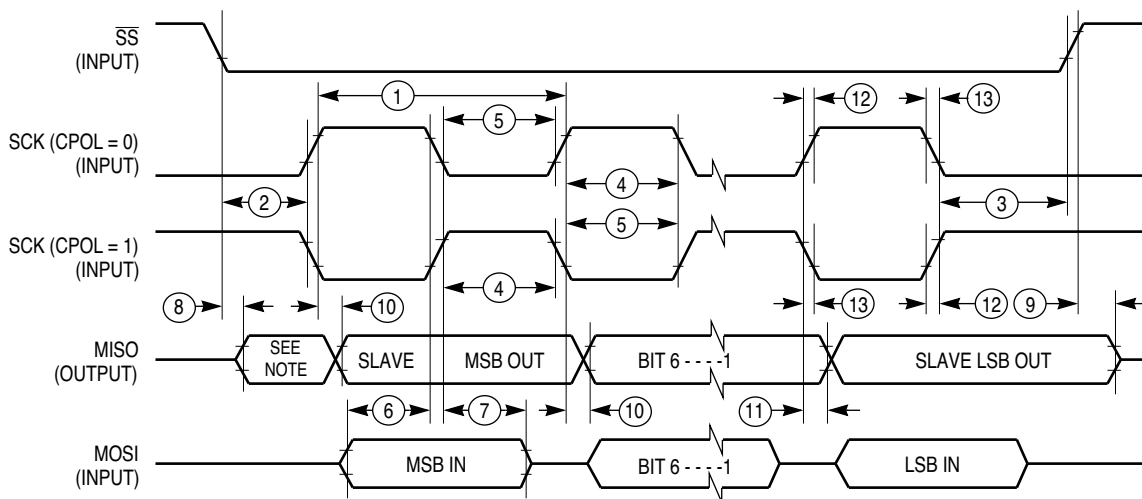 SS
(INPUT)
1
12
13
5
SCK (CPOL = 0)
(INPUT)
4
2
3
5
SCK (CPOL = 1)
(INPUT)
4
8
10
13
12
9
MISO
(OUTPUT)
SEE
NOTE
SLAVE
MSB OUT
BIT 6 - - - - 1
SLAVE LSB OUT
6
7
10
11
MOSI
(INPUT)
MSB IN
BIT 6 - - - - 1
LSB IN